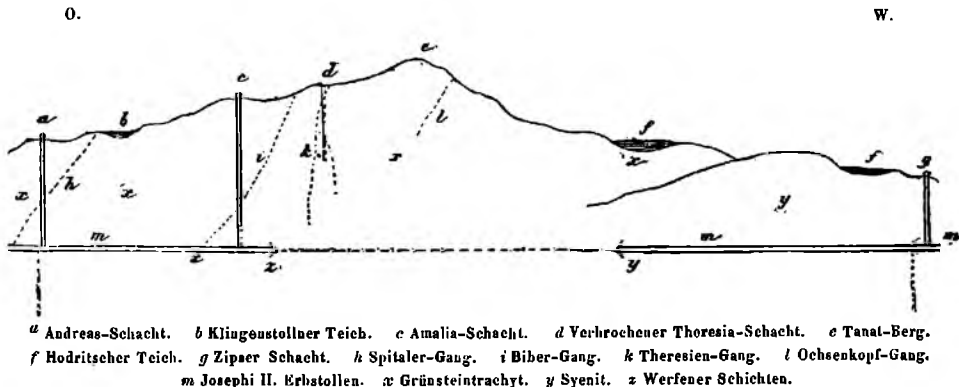 O. W.
e
c d
a b l f
i k x f g
x h x x y
m m m
x z y
a Andreas-Schacht. b Klingenstollner Teich. c Amalia-Schacht. d Verbrochener Theresia-Schacht. e Tanat-Berg.
f Hodritscher Teich. g Zipser Schacht. h Spitaler-Gang. i Biber-Gang. k Theresien-Gang. l Ochsenkopf-Gang.
m Josephi II. Erbstollen. x Grünsteintrachyt. y Syenit. z Werfener Schichten.